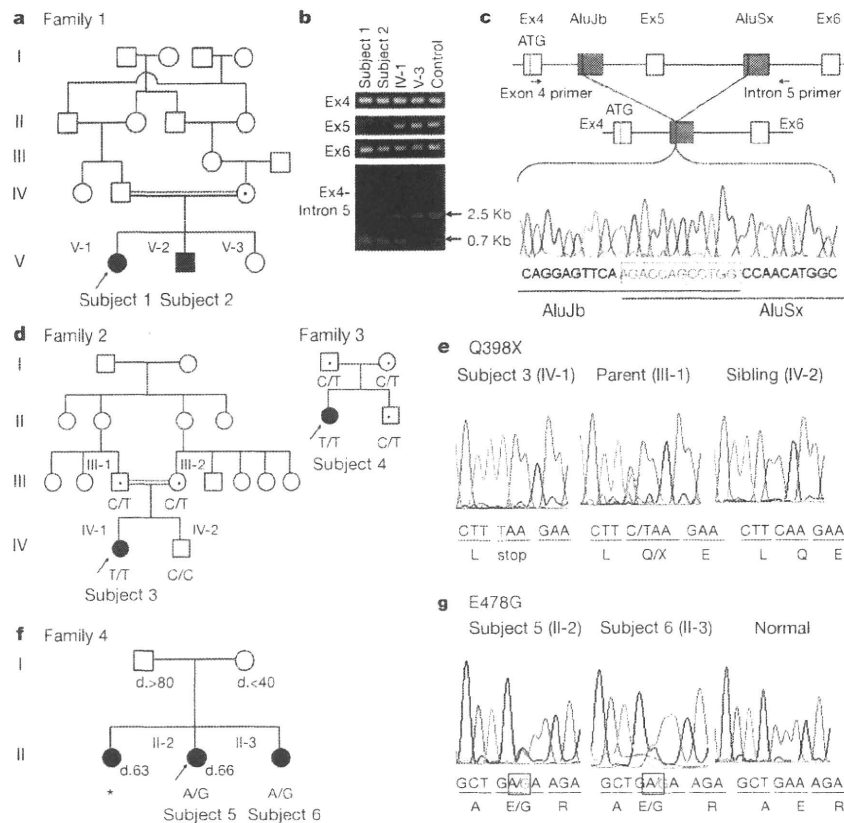 a Family 1
I
II
III
IV
V
V-1 V-2 V-3
Subject 1 Subject 2
b
Subject 1
Subject 2
IV-1
V-3
Control
Ex4
Ex5
Ex6
Ex4-
Intron 5
2.5 Kb
0.7 Kb
c
Ex4 AluJb Ex5 AluSx Ex6
ATG
Exon 4 primer Intron 5 primer
ATG
Ex4 Ex6
CAGGAGTTCA AGACCAGCCTGG CCAACATGGC
AluJb AluSx
d Family 2
I
II
III
IV
III-1 III-2
C/T C/T
IV-1 IV-2
T/T C/C
Subject 3
Family 3
C/T C/T
T/T C/T
Subject 4
e Q398X
Subject 3 (IV-1) Parent (III-1) Sibling (IV-2)
CTT TAA GAA CTT C/TAA GAA CTT CAA GAA
L stop L Q/X E L Q E
f Family 4
I
II
d.>80 d.<40
II-2 II-3
d.63 d.66
* A/G A/G
Subject 5 Subject 6
g E478G
Subject 5 (II-2) Subject 6 (II-3) Normal
GCT GA/GA AGA GCT GA/GA AGA GCT GAA AGA
A E/G R A E/G R A E R